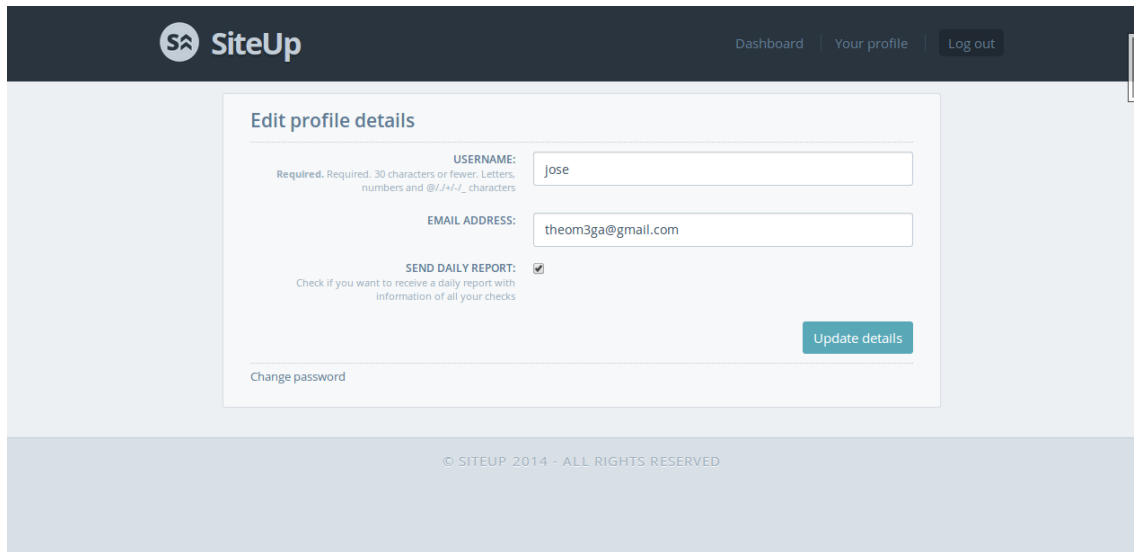 S SiteUp
Dashboard Your profile Log out
Edit profile details
USERNAME:
Required. Required. 30 characters or fewer. Letters,
numbers and @/./+/-/_ characters
jose
EMAIL ADDRESS:
theom3ga@gmail.com
SEND DAILY REPORT:
Check if you want to receive a daily report with
information of all your checks
Update details
Change password
© SITEUP 2014 - ALL RIGHTS RESERVED